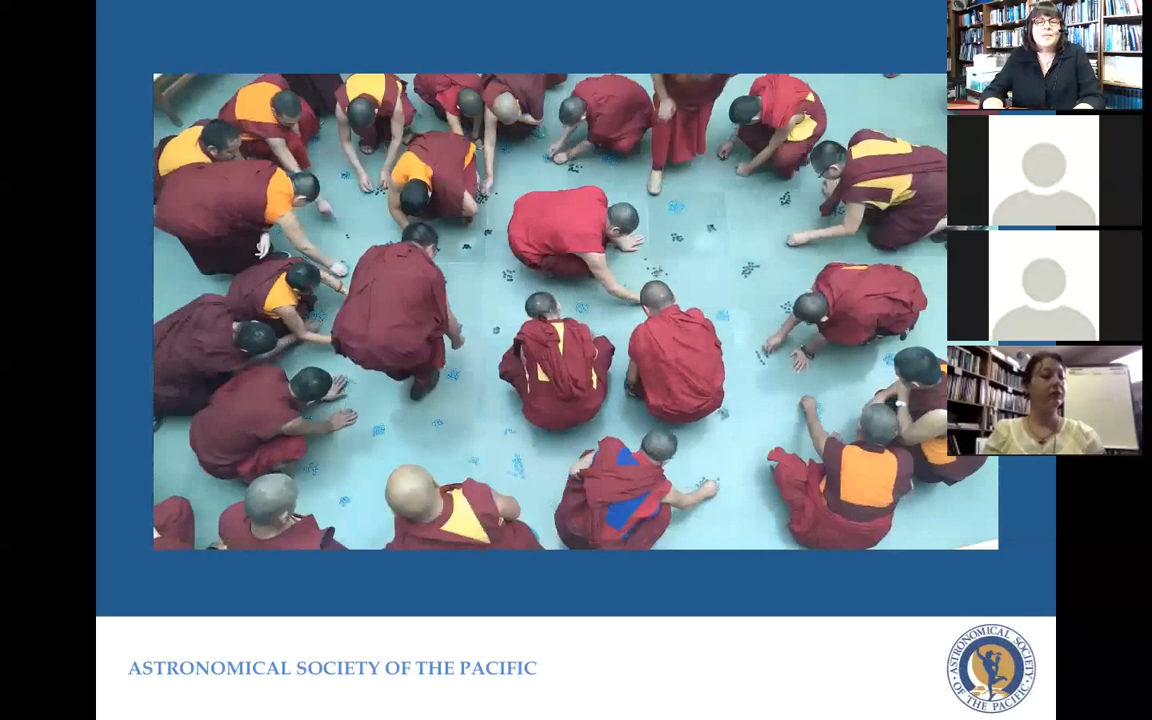 ASTRONOMICAL SOCIETY OF THE PACIFIC
ASTRONOMICAL SOCIETY
OF THE PACIFIC